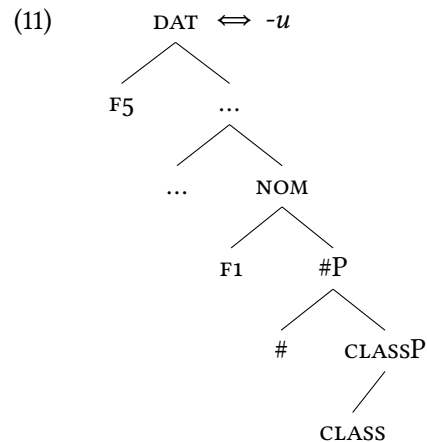 (11) DAT ⇔ -u
F5 ...
... NOM
F1 #P
# CLASSP
CLASS